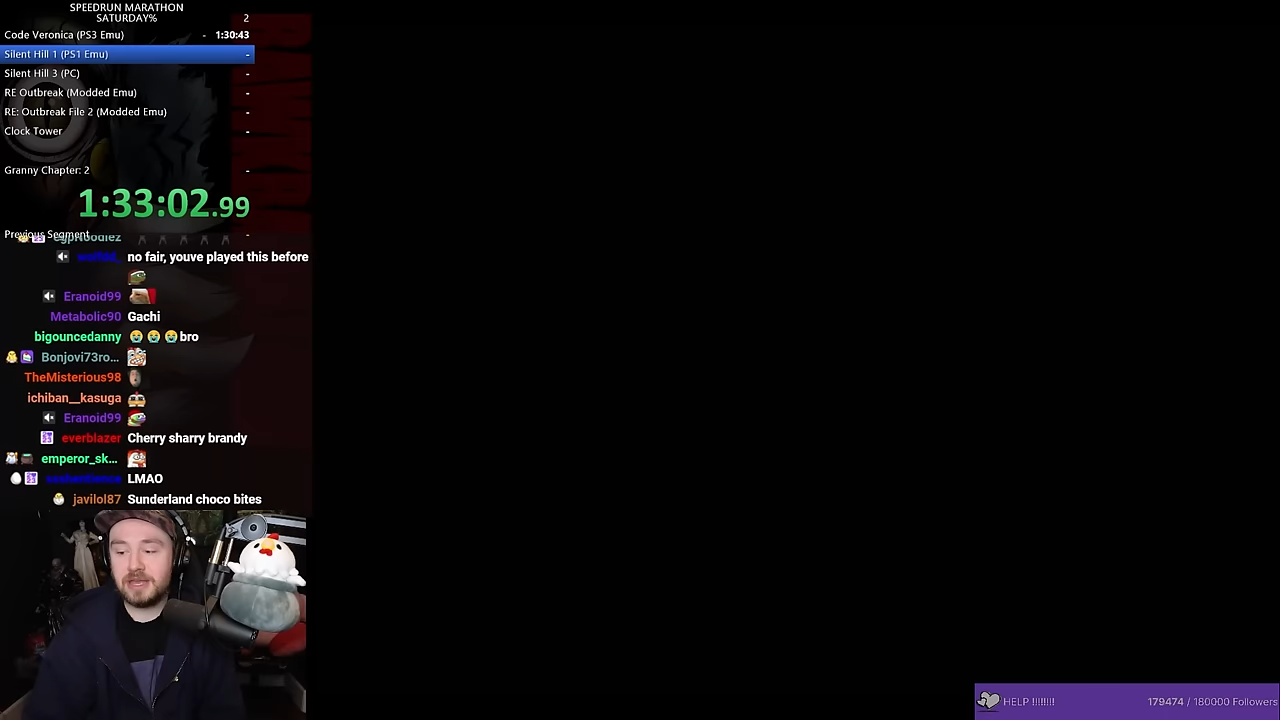 SPEEDRUN MARATHON
SATURDAY% 2
Code Veronica (PS3 Emu) - 1:30:43
Silent Hill 1 (PS1 Emu) -
Silent Hill 3 (PC) -
RE Outbreak (Modded Emu) -
RE: Outbreak File 2 (Modded Emu) -
Clock Tower -
Granny Chapter: 2 -
1:33:02.99
Previous Segment -
no fair, youve played this before
Eranoid99
Metabolic90 Gachi
bigouncedanny bro
Bonjovi73ro...
TheMisterious98
ichiban__kasuga
Eranoid99
everblazer Cherry sharry brandy
emperor_sk...
LMAO
javilol87 Sunderland choco bites
HELP !!!!!!!! 179474 / 180000 Followers